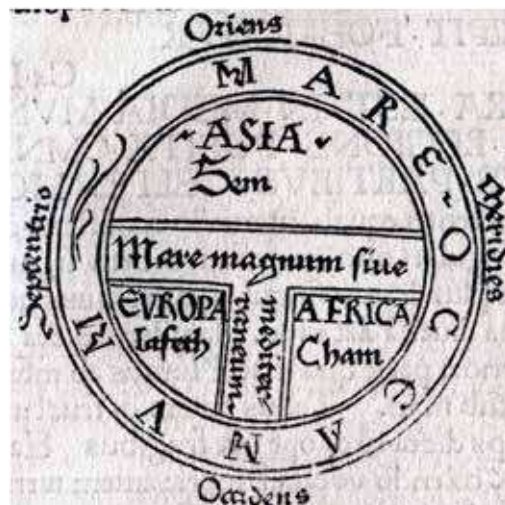 Oriens
MARE OCEANVM
ASIA
Sem
Septentrio
Meridies
Mare magnum siue
mediter
raneum
EVROPA
Iafeth
AFRICA
Cham
Occidens